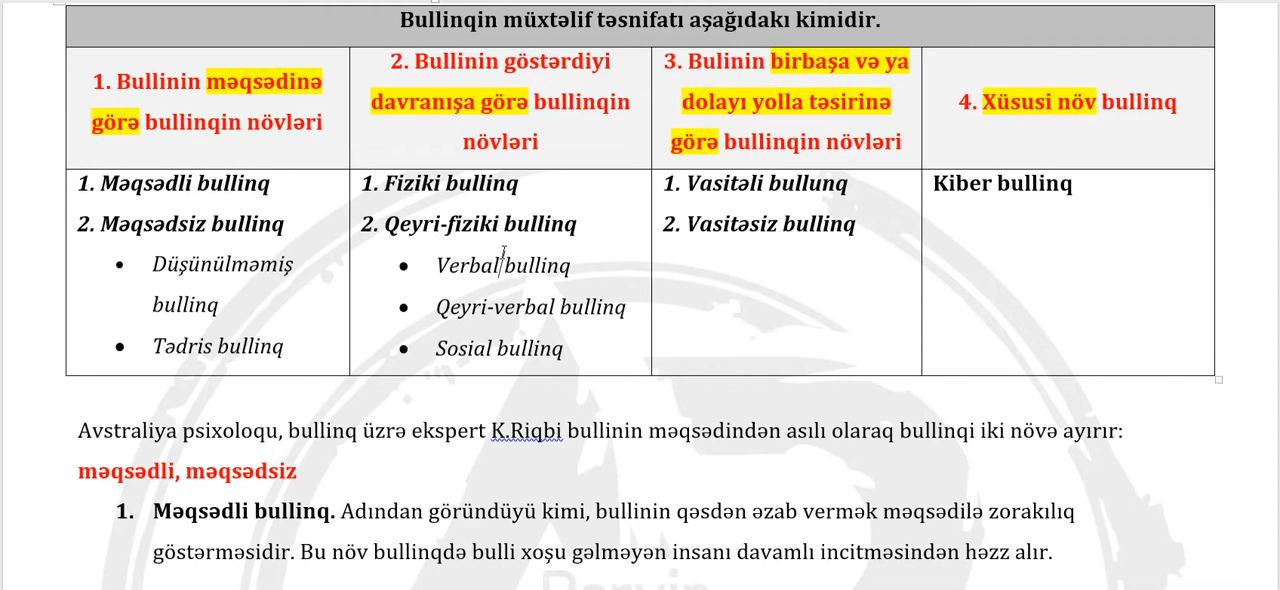 Bullinqin müxtəlif təsnifatı aşağıdakı kimidir.
1. Bullinin məqsədinə
görə bullinqin növləri
2. Bullinin göstərdiyi
davranışa görə bullinqin
növləri
3. Bulinin birbaşa və ya
dolayı yolla təsirinə
görə bullinqin növləri
4. Xüsusi növ bullinq
1. Məqsədli bullinq
2. Məqsədsiz bullinq
• Düşünülməmiş
bullinq
• Tədris bullinq
1. Fiziki bullinq
2. Qeyri-fiziki bullinq
• Verbal bullinq
• Qeyri-verbal bullinq
• Sosial bullinq
1. Vasitəli bullunq
2. Vasitəsiz bullinq
Kiber bullinq
Avstraliya psixoloqu, bullinq üzrə ekspert K.Riqbi bullinin məqsədindən asılı olaraq bullinqi iki növə ayırır:
məqsədli, məqsədsiz
1. Məqsədli bullinq. Adından göründüyü kimi, bullinin qəsdən əzab vermək məqsədilə zorakılıq
göstərməsidir. Bu növ bullinqdə bulli xoşu gəlməyən insanı davamlı incitməsindən həzz alır.